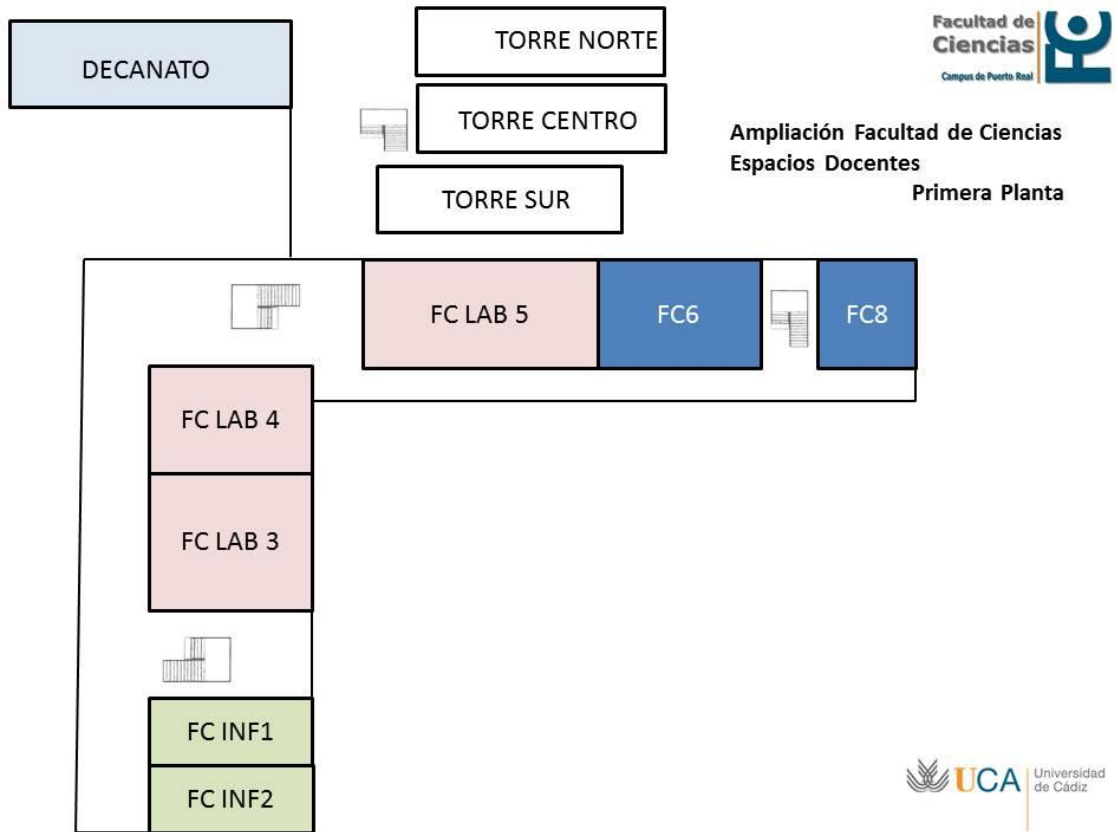 DECANATO
TORRE NORTE
TORRE CENTRO
TORRE SUR
Facultad de
Ciencias
Campus de Puerto Real
FC
Ampliación Facultad de Ciencias
Espacios Docentes
Primera Planta
FC LAB 5
FC6
FC8
FC LAB 4
FC LAB 3
FC INF1
FC INF2
UCA
Universidad
de Cádiz